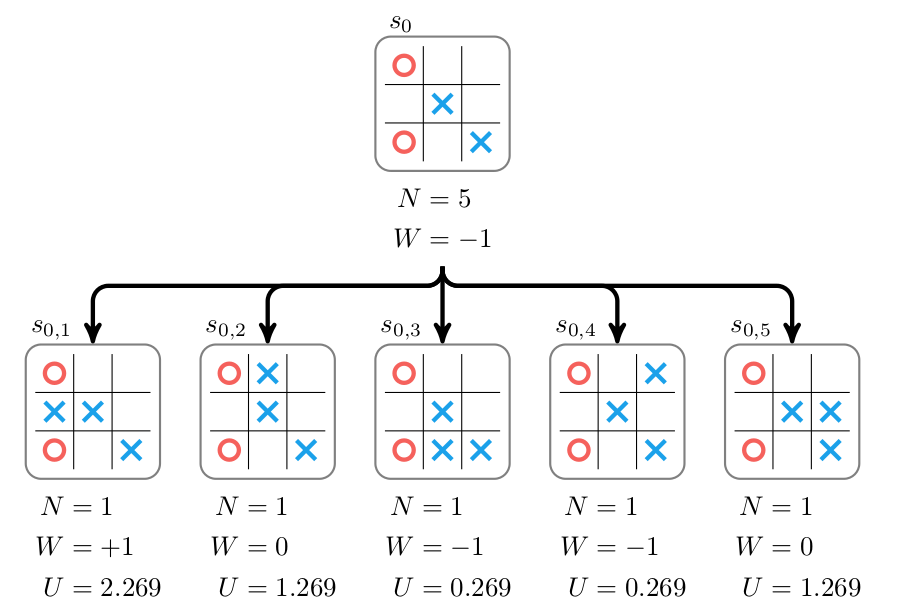 s₀
N = 5
W = −1
s₀,₁ s₀,₂ s₀,₃ s₀,₄ s₀,₅
N = 1 N = 1 N = 1 N = 1 N = 1
W = +1 W = 0 W = −1 W = −1 W = 0
U = 2.269 U = 1.269 U = 0.269 U = 0.269 U = 1.269